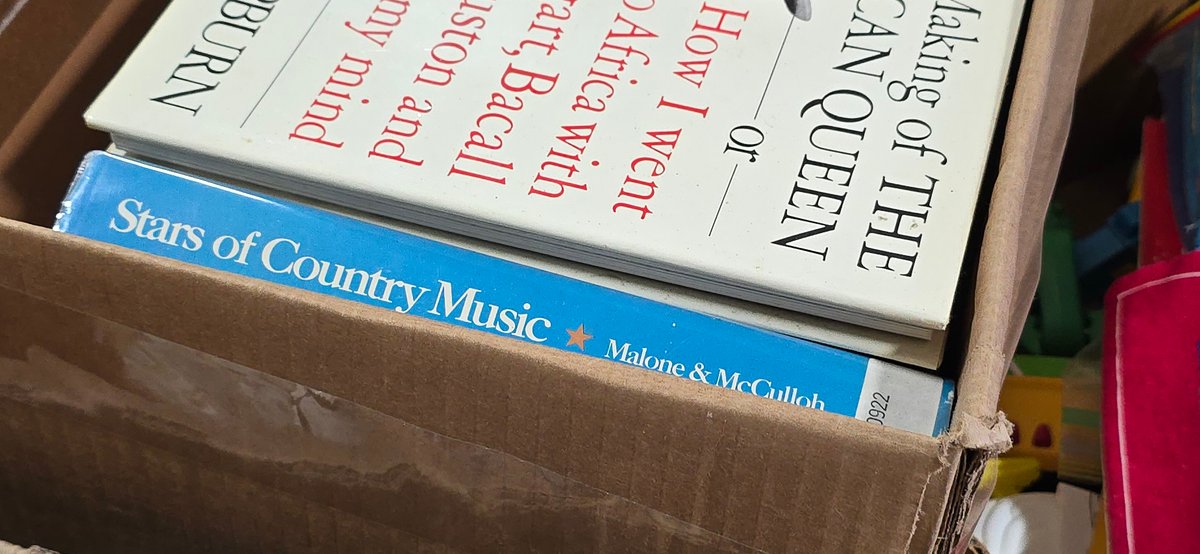 Making of THE
CAN QUEEN
or
How I went
o Africa with
art, Bacall
uston and
my mind
BURN
Stars of Country Music ★ Malone & McCulloh
0922